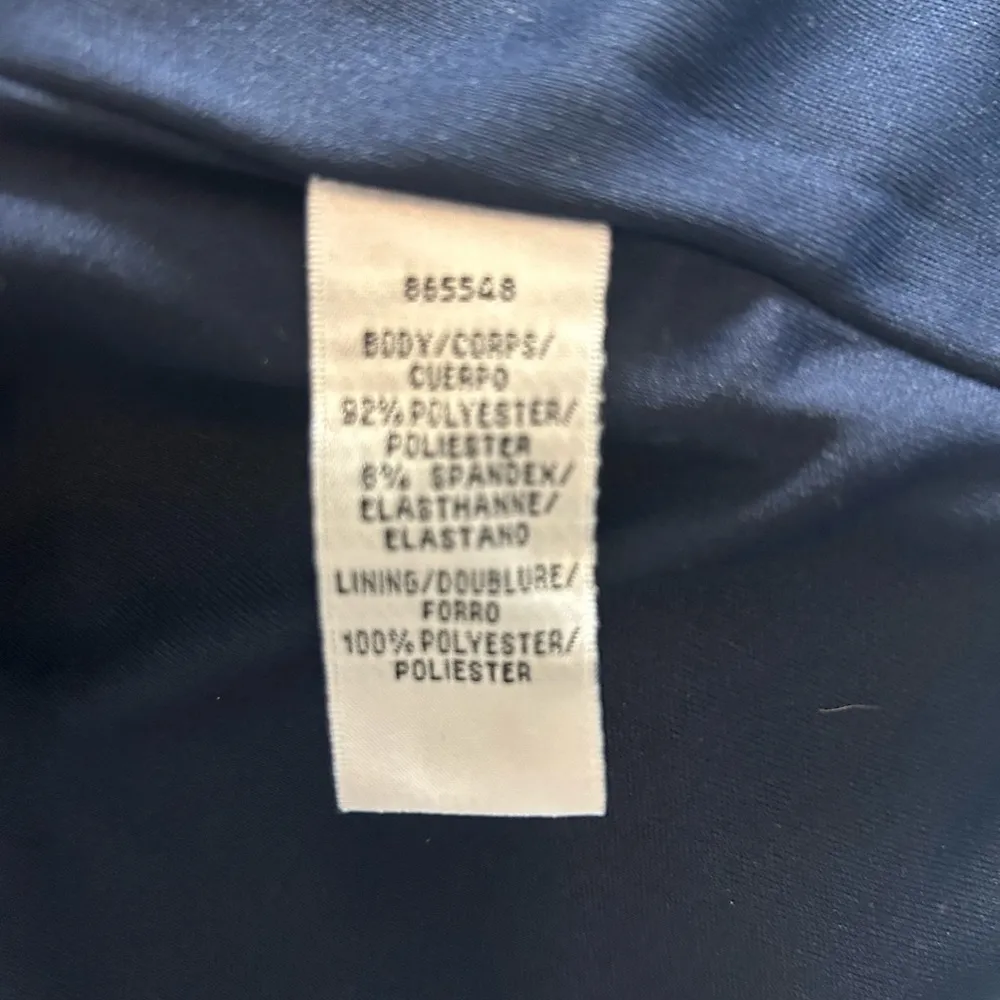 865548
BODY/CORPS/
CUERPO
92% POLYESTER/
POLIESTER
8% SPANDEX/
ELASTHANNE/
ELASTANO
LINING/DOUBLURE/
FORRO
100% POLYESTER/
POLIESTER